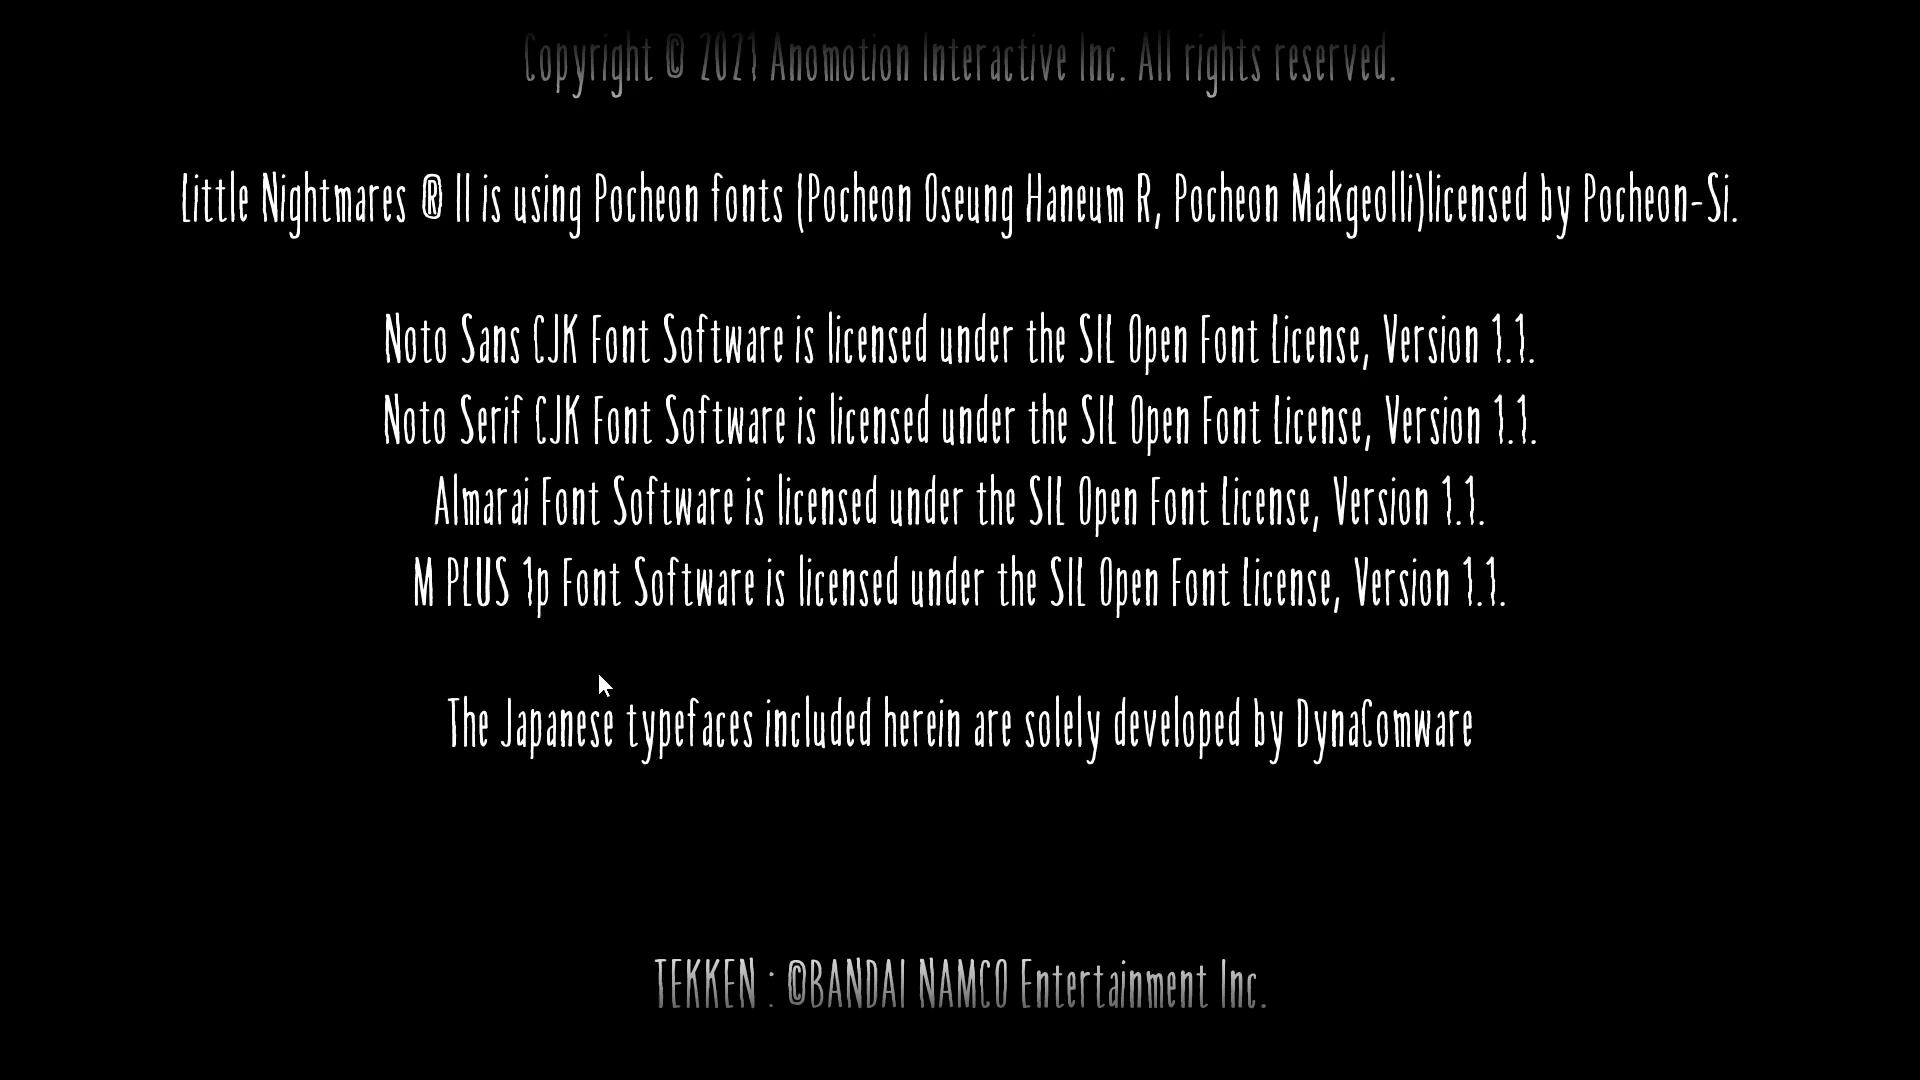 Copyright © 2021 Anomotion Interactive Inc. All rights reserved.
Little Nightmares ® II is using Pocheon fonts (Pocheon Oseung Haneum R, Pocheon Makgeolli)licensed by Pocheon-Si.
Noto Sans CJK Font Software is licensed under the SIL Open Font License, Version 1.1.
Noto Serif CJK Font Software is licensed under the SIL Open Font License, Version 1.1.
Almarai Font Software is licensed under the SIL Open Font License, Version 1.1.
M PLUS 1p Font Software is licensed under the SIL Open Font License, Version 1.1.
The Japanese typefaces included herein are solely developed by DynaComware
TEKKEN : ©BANDAI NAMCO Entertainment Inc.